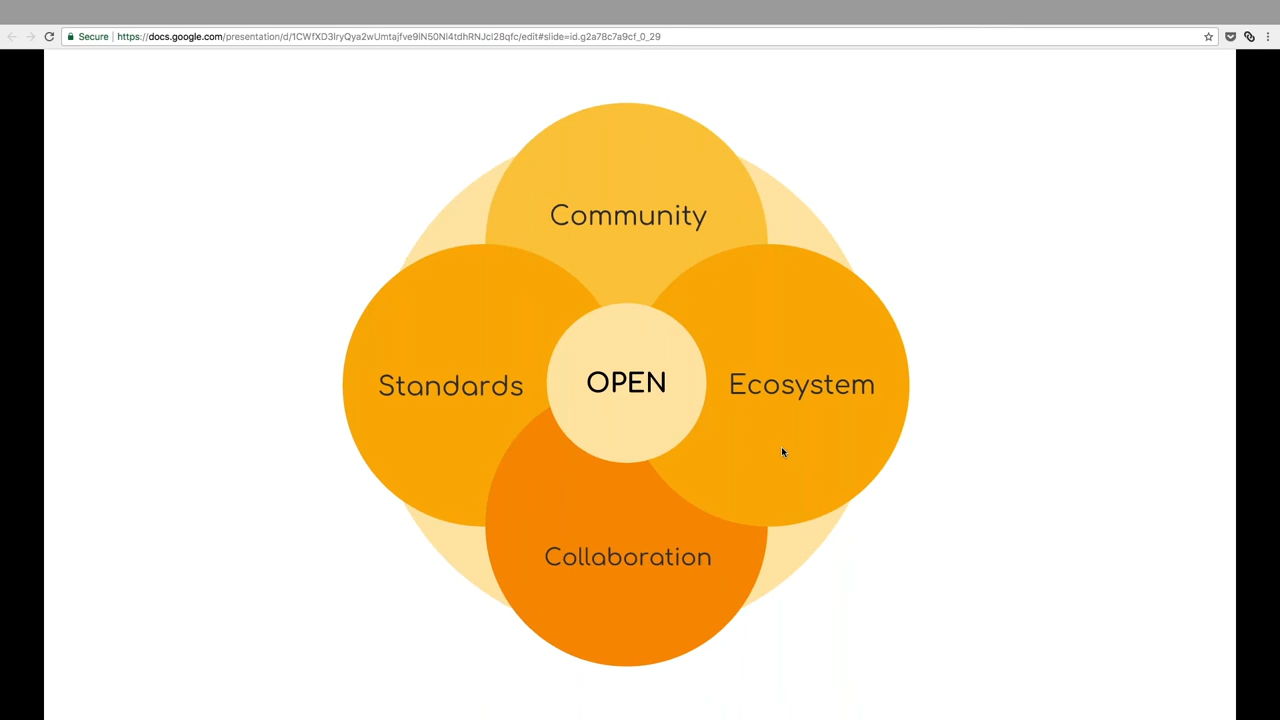 Secure
https://docs.google.com/presentation/d/1CWfXD3IryQya2wUmtajfve9lN50Nl4tdhRNJcl28qfc/edit#slide=id.g2a78c7a9cf_0_29
Community
Standards
OPEN
Ecosystem
Collaboration